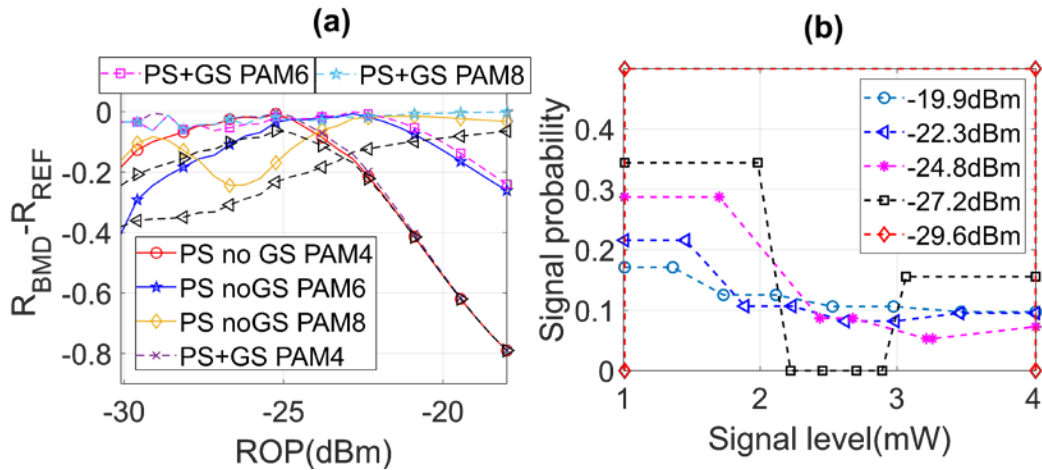 (a)
PS+GS PAM6
PS+GS PAM8
0
-0.2
-0.4
-0.6
-0.8
R_BMD-R_REF
PS no GS PAM4
PS noGS PAM6
PS noGS PAM8
PS+GS PAM4
-30
-25
-20
ROP(dBm)
(b)
0.4
0.3
0.2
0.1
0
Signal probability
-19.9dBm
-22.3dBm
-24.8dBm
-27.2dBm
-29.6dBm
1
2
3
4
Signal level(mW)